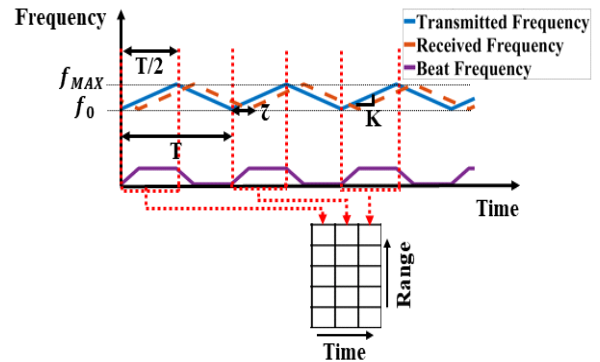 Frequency
Transmitted Frequency
Received Frequency
Beat Frequency
T/2
f_MAX
f_0
τ
K
T
Time
Range
Time